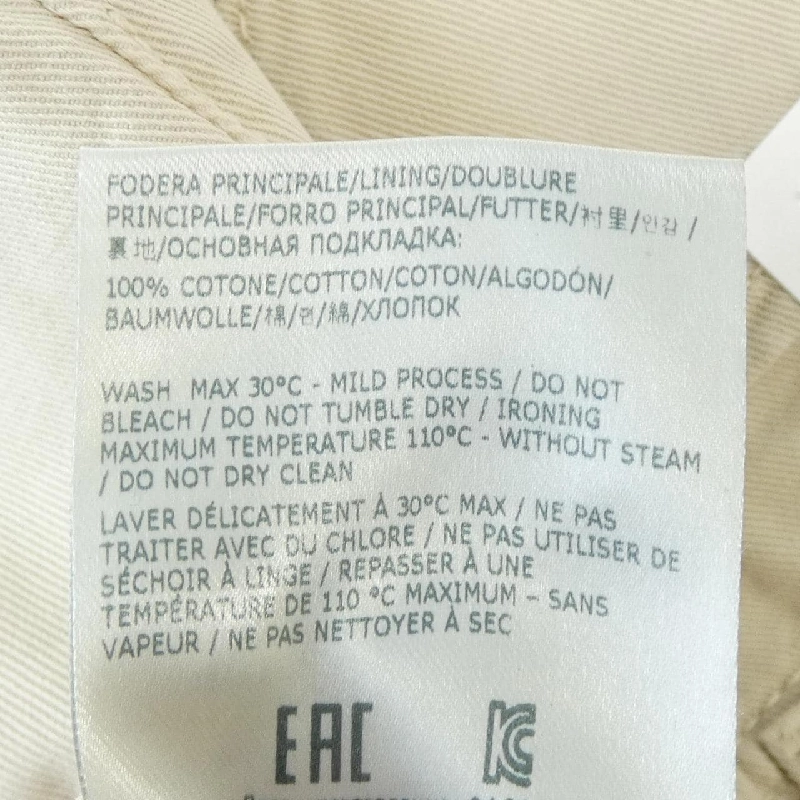 FODERA PRINCIPALE/LINING/DOUBLURE
PRINCIPALE/FORRO PRINCIPAL/FUTTER/衬里/안감/
裏地/ОСНОВНАЯ ПОДКЛАДКА:
100% COTONE/COTTON/COTON/ALGODÓN/
BAUMWOLLE/棉/면/綿/ХЛОПОК
WASH MAX 30°C - MILD PROCESS / DO NOT
BLEACH / DO NOT TUMBLE DRY / IRONING
MAXIMUM TEMPERATURE 110°C - WITHOUT STEAM
/ DO NOT DRY CLEAN
LAVER DÉLICATEMENT À 30°C MAX / NE PAS
TRAITER AVEC DU CHLORE / NE PAS UTILISER DE
SÉCHOIR À LINGE / REPASSER À UNE
TEMPÉRATURE DE 110 °C MAXIMUM – SANS
VAPEUR / NE PAS NETTOYER À SEC
EAC KC